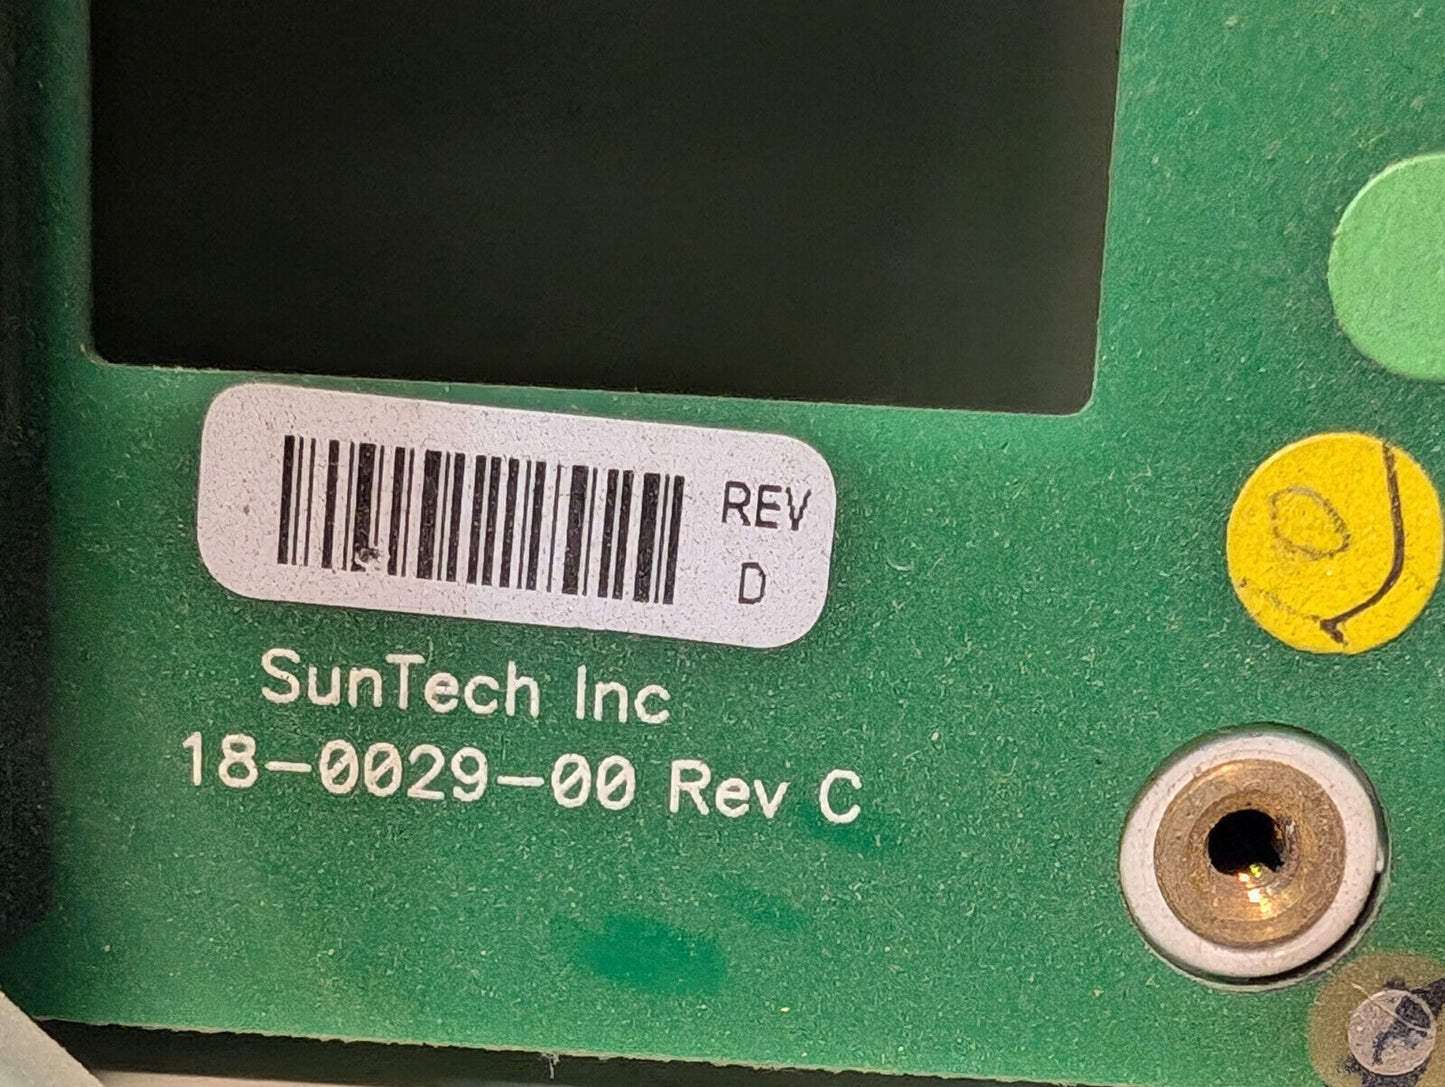 REV
D
SunTech Inc
18-0029-00 Rev C